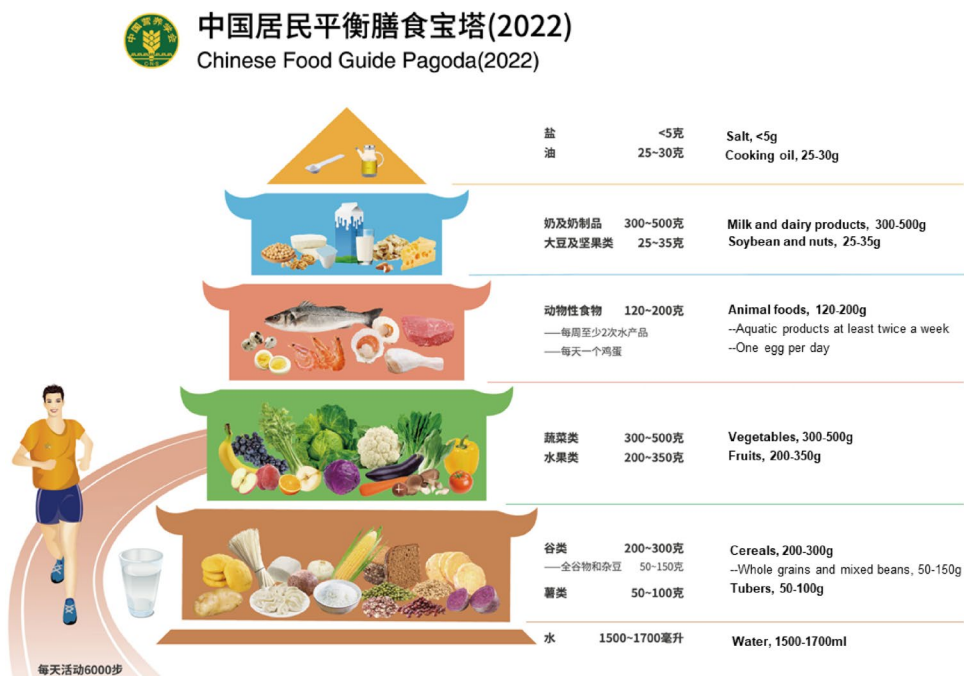 中国营养学会
中国居民平衡膳食宝塔(2022)
Chinese Food Guide Pagoda(2022)
盐 <5克 Salt, <5g
油 25~30克 Cooking oil, 25-30g
奶及奶制品 300~500克 Milk and dairy products, 300-500g
大豆及坚果类 25~35克 Soybean and nuts, 25-35g
动物性食物 120~200克 Animal foods, 120-200g
——每周至少2次水产品 --Aquatic products at least twice a week
——每天一个鸡蛋 --One egg per day
蔬菜类 300~500克 Vegetables, 300-500g
水果类 200~350克 Fruits, 200-350g
谷类 200~300克 Cereals, 200-300g
——全谷物和杂豆 50~150克 --Whole grains and mixed beans, 50-150g
薯类 50~100克 Tubers, 50-100g
水 1500~1700毫升 Water, 1500-1700ml
每天活动6000步